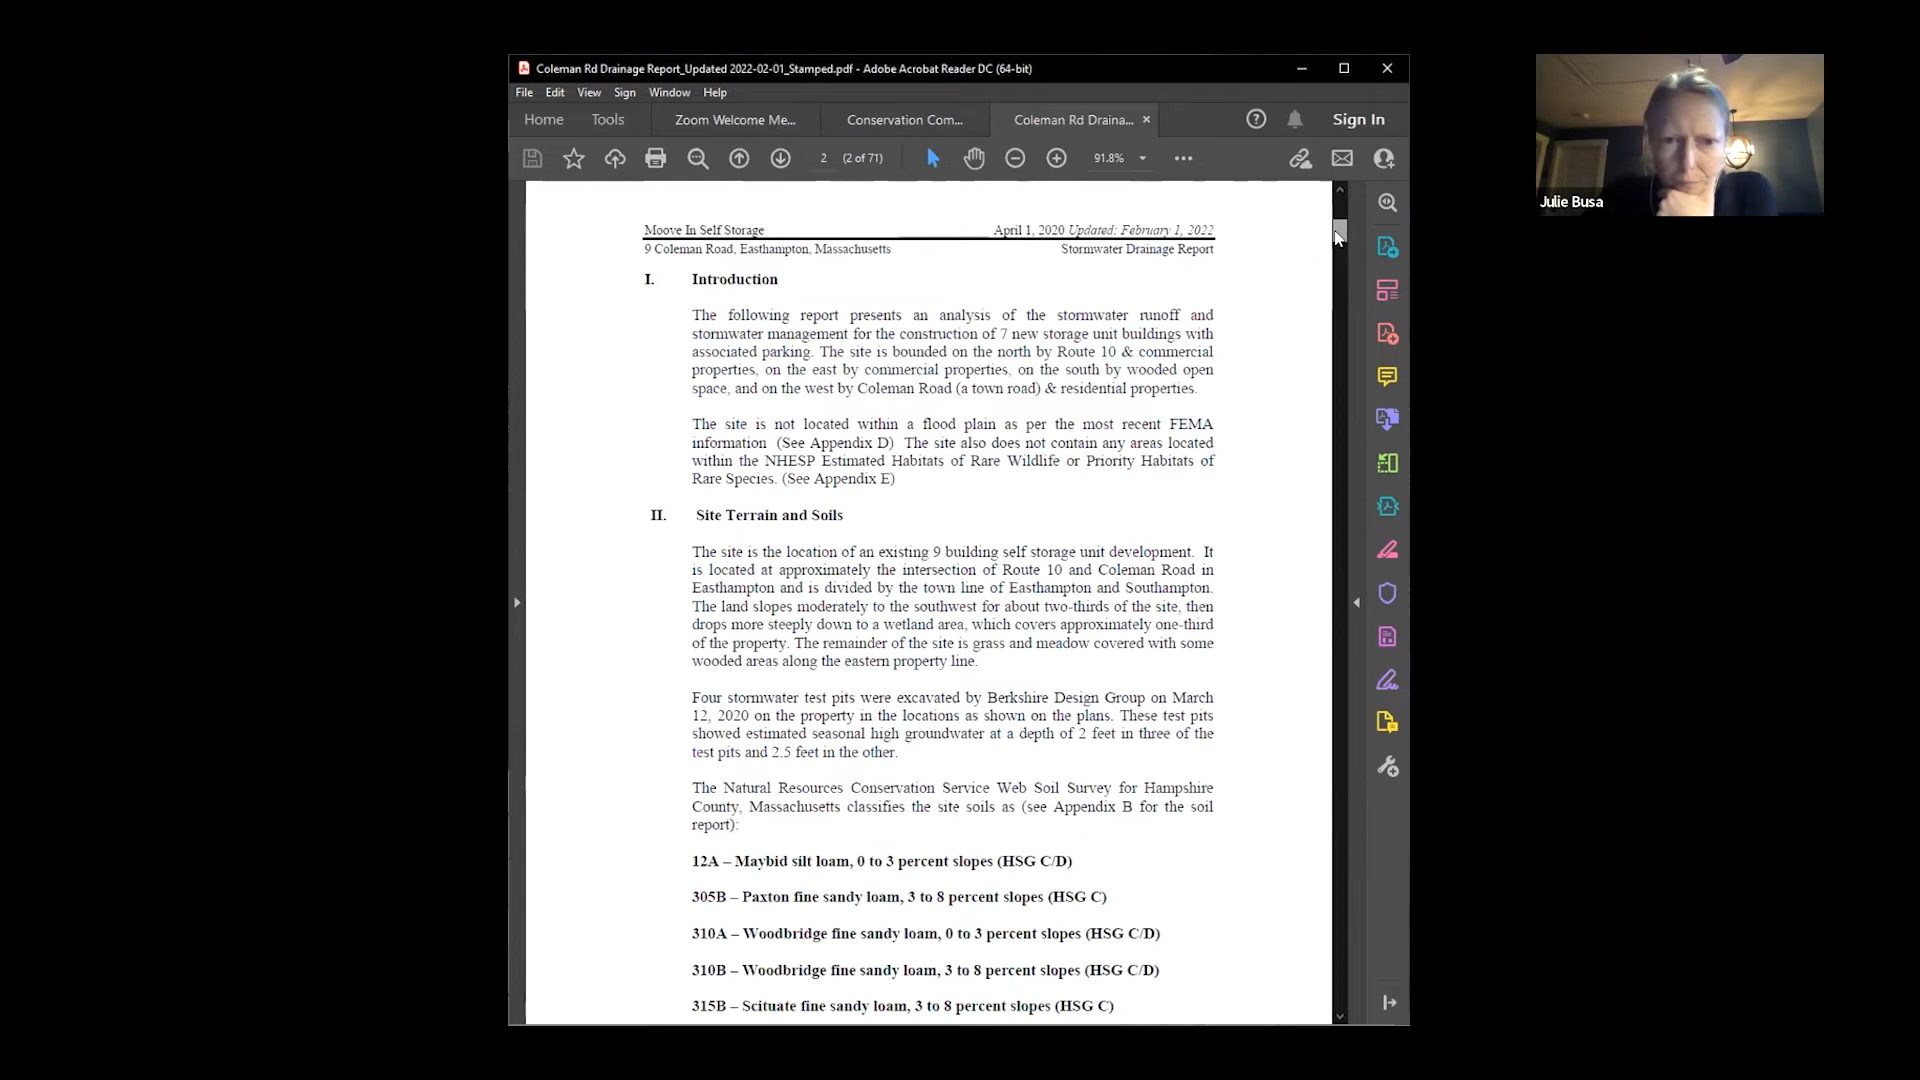 Coleman Rd Drainage Report_Updated 2022-02-01_Stamped.pdf - Adobe Acrobat Reader DC (64-bit)
File Edit View Sign Window Help
Home Tools Zoom Welcome Me... Conservation Com... Coleman Rd Draina... Sign In
2 (2 of 71) 91.8%
Moove In Self Storage April 1, 2020 Updated: February 1, 2022
9 Coleman Road, Easthampton, Massachusetts Stormwater Drainage Report
I. Introduction
The following report presents an analysis of the stormwater runoff and
stormwater management for the construction of 7 new storage unit buildings with
associated parking. The site is bounded on the north by Route 10 & commercial
properties, on the east by commercial properties, on the south by wooded open
space, and on the west by Coleman Road (a town road) & residential properties.
The site is not located within a flood plain as per the most recent FEMA
information (See Appendix D) The site also does not contain any areas located
within the NHESP Estimated Habitats of Rare Wildlife or Priority Habitats of
Rare Species. (See Appendix E)
II. Site Terrain and Soils
The site is the location of an existing 9 building self storage unit development. It
is located at approximately the intersection of Route 10 and Coleman Road in
Easthampton and is divided by the town line of Easthampton and Southampton.
The land slopes moderately to the southwest for about two-thirds of the site, then
drops more steeply down to a wetland area, which covers approximately one-third
of the property. The remainder of the site is grass and meadow covered with some
wooded areas along the eastern property line.
Four stormwater test pits were excavated by Berkshire Design Group on March
12, 2020 on the property in the locations as shown on the plans. These test pits
showed estimated seasonal high groundwater at a depth of 2 feet in three of the
test pits and 2.5 feet in the other.
The Natural Resources Conservation Service Web Soil Survey for Hampshire
County, Massachusetts classifies the site soils as (see Appendix B for the soil
report):
12A – Maybid silt loam, 0 to 3 percent slopes (HSG C/D)
305B – Paxton fine sandy loam, 3 to 8 percent slopes (HSG C)
310A – Woodbridge fine sandy loam, 0 to 3 percent slopes (HSG C/D)
310B – Woodbridge fine sandy loam, 3 to 8 percent slopes (HSG C/D)
315B – Scituate fine sandy loam, 3 to 8 percent slopes (HSG C)
Julie Busa